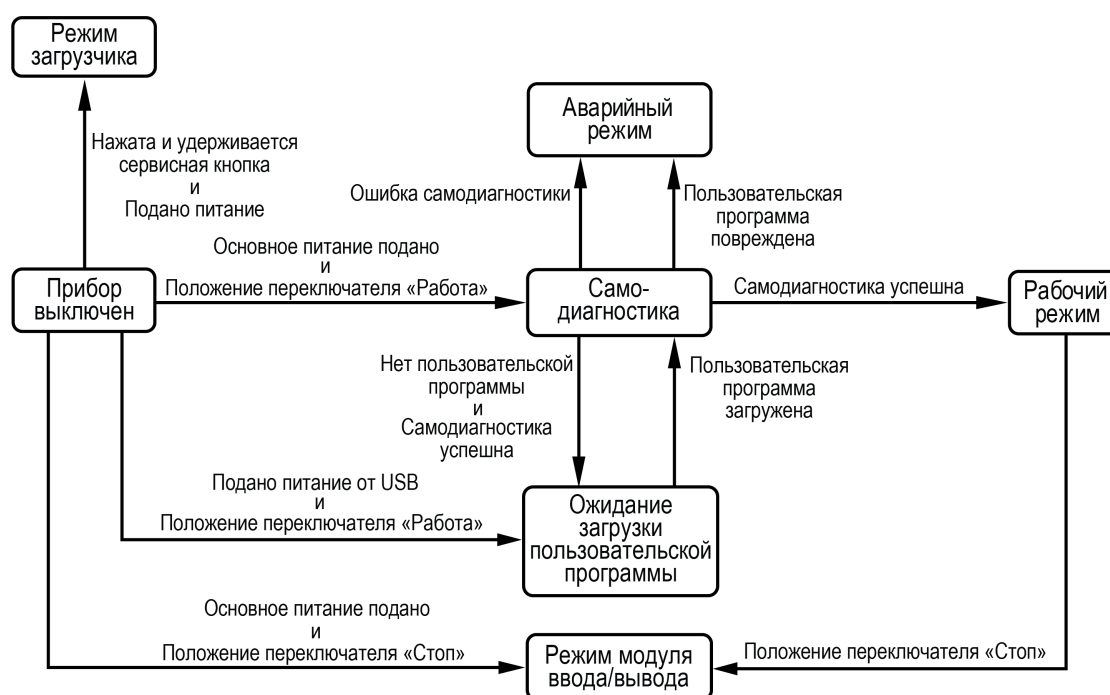 Режим
загрузчика
Аварийный
режим
Нажата и удерживается
сервисная кнопка
и
Подано питание
Ошибка самодиагностики
Пользовательская
программа
повреждена
Основное питание подано
и
Положение переключателя «Работа»
Прибор
выключен
Само-
диагностика
Самодиагностика успешна
Рабочий
режим
Нет пользовательской
программы
и
Самодиагностика
успешна
Пользовательская
программа
загружена
Подано питание от USB
и
Положение переключателя «Работа»
Ожидание
загрузки
пользовательской
программы
Основное питание подано
и
Положение переключателя «Стоп»
Режим модуля
ввода/вывода
Положение переключателя «Стоп»